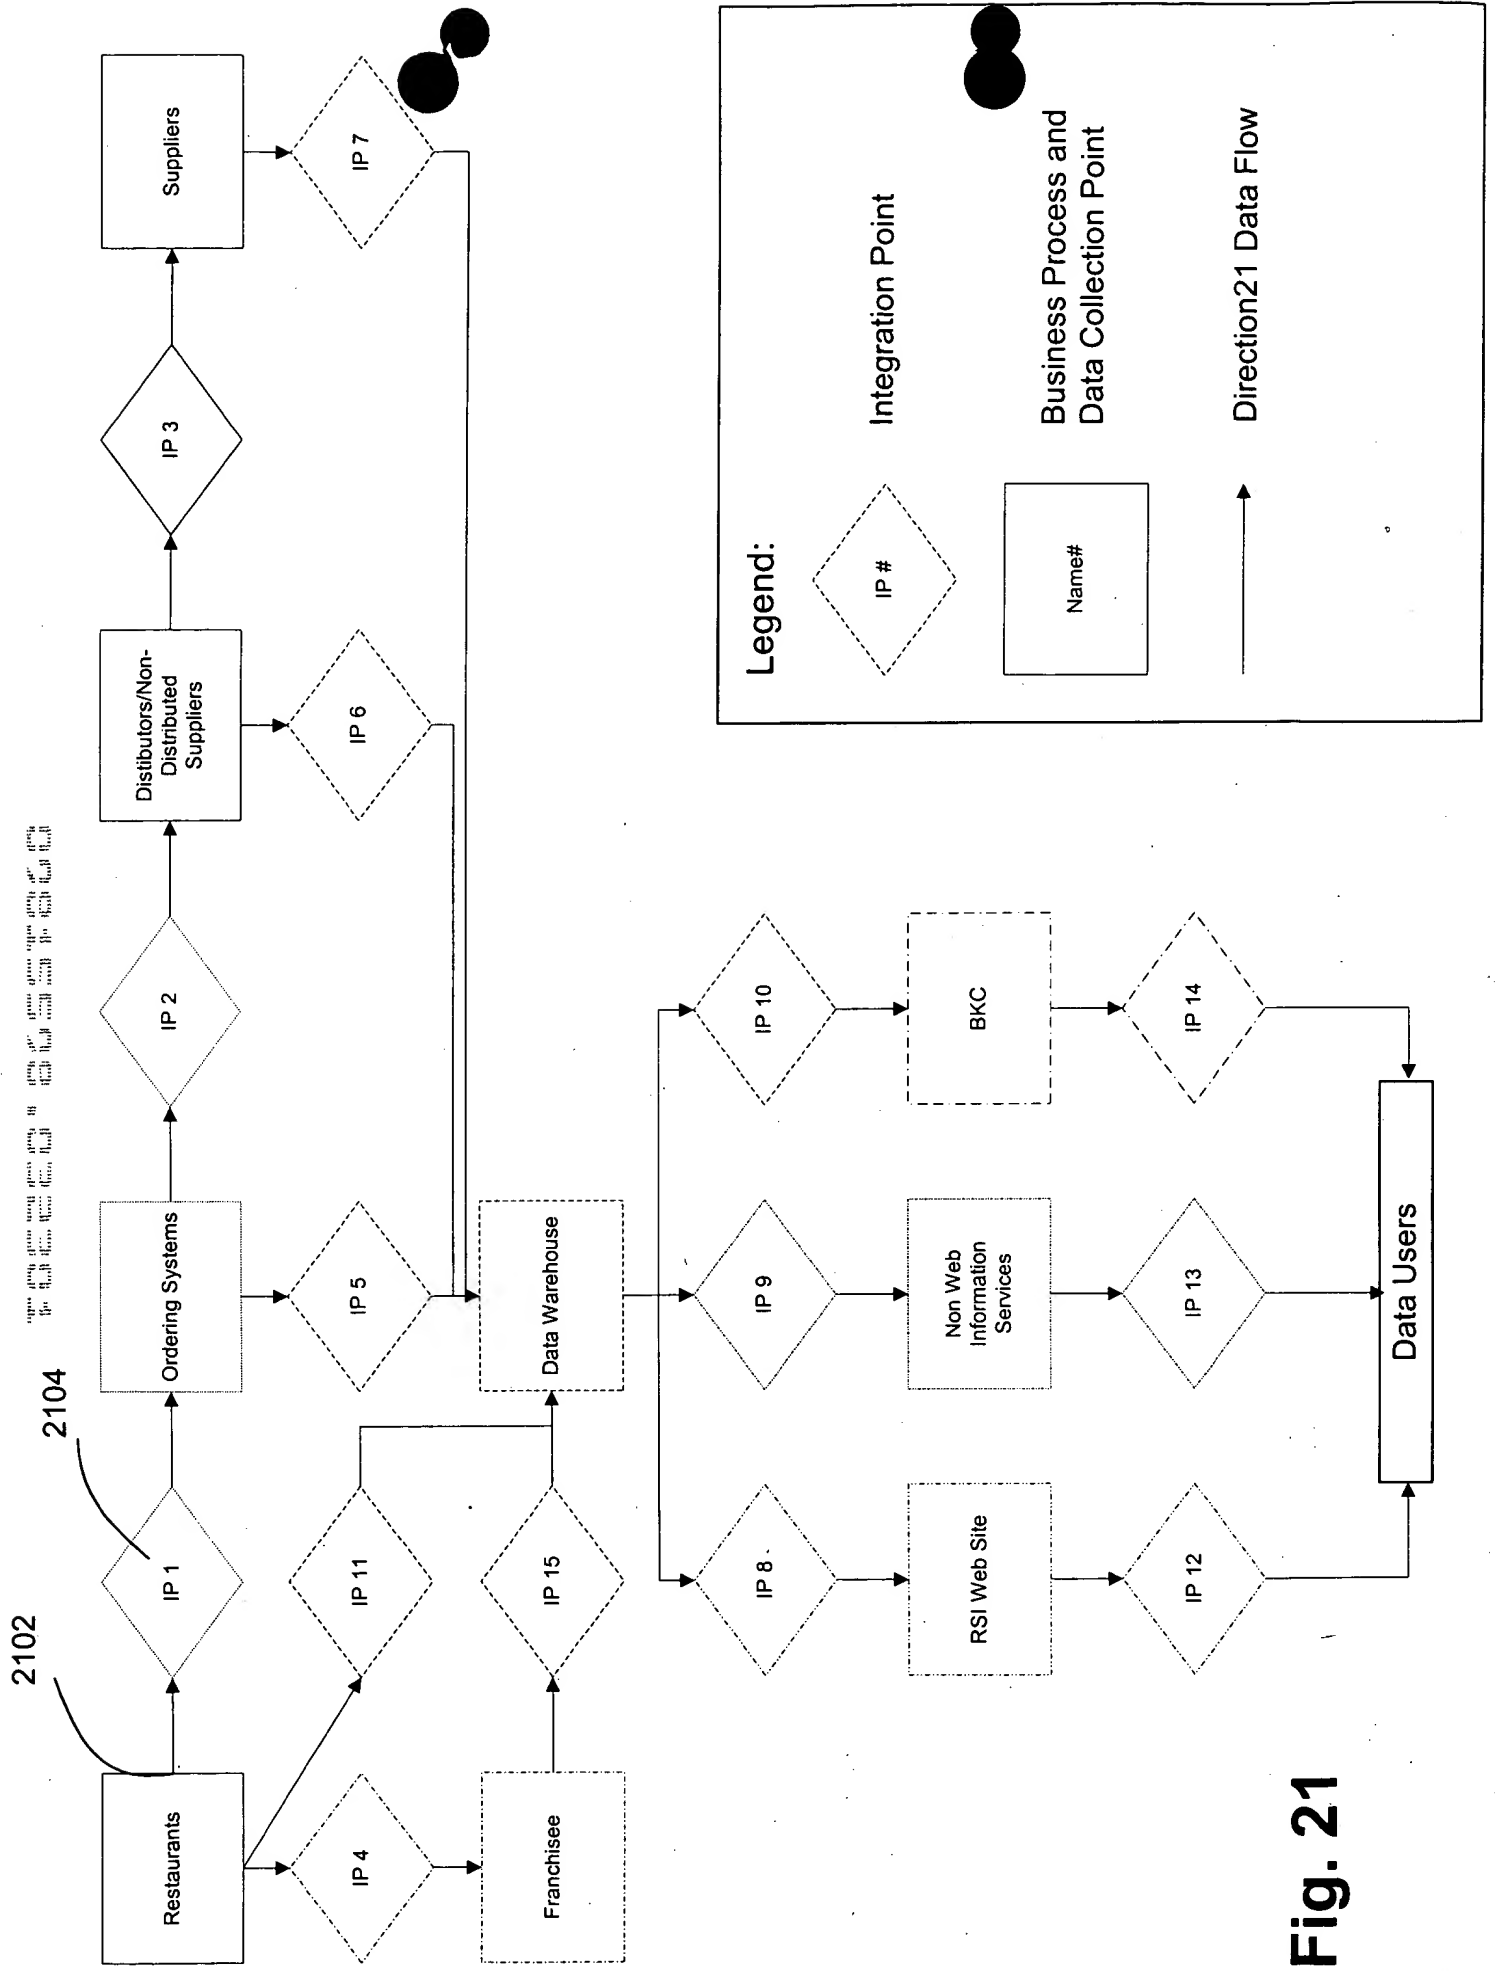 2102
2104
Restaurants
IP 1
Ordering Systems
IP 2
Distibutors/Non-
Distributed
Suppliers
IP 3
Suppliers
IP 4
IP 11
IP 5
IP 6
IP 7
Franchisee
IP 15
Data Warehouse
IP 8
IP 9
IP 10
RSI Web Site
Non Web
Information
Services
BKC
IP 12
IP 13
IP 14
Data Users
Legend:
IP #
Integration Point
Name#
Business Process and
Data Collection Point
Direction21 Data Flow
Fig. 21